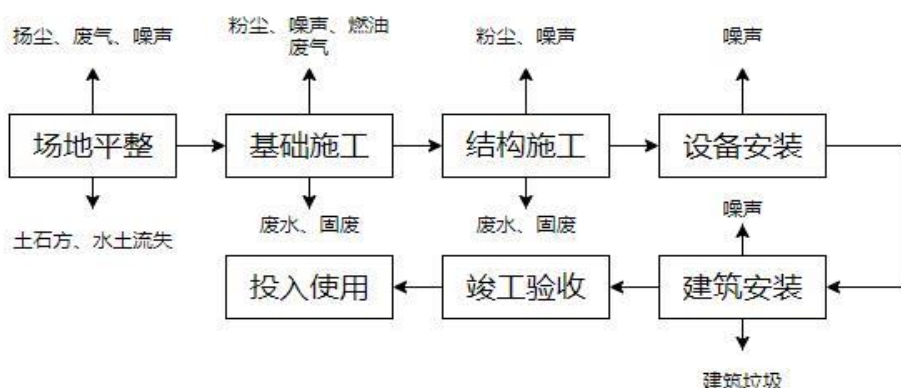 扬尘、废气、噪声
粉尘、噪声、燃油
废气
粉尘、噪声
噪声
场地平整
基础施工
结构施工
设备安装
土石方、水土流失
废水、固废
废水、固废
噪声
投入使用
竣工验收
建筑安装
建筑垃圾